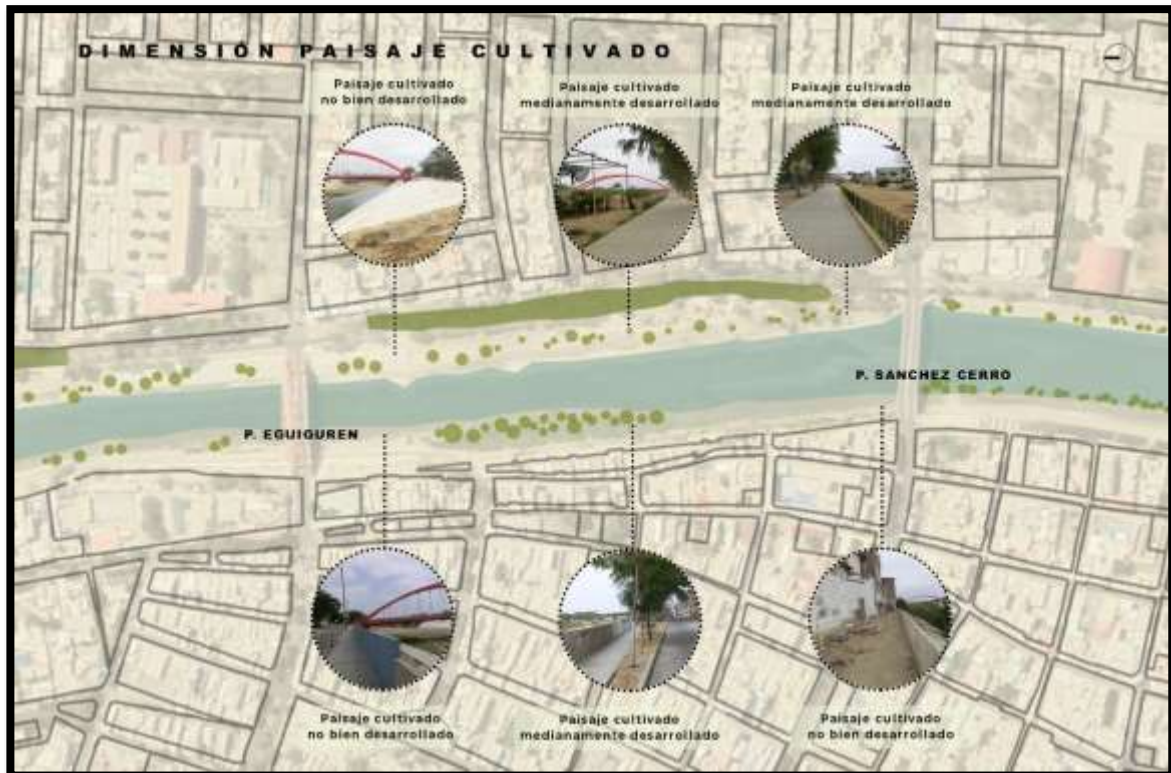 DIMENSIÓN PAISAJE CULTIVADO
Paisaje cultivado
no bien desarrollado
Paisaje cultivado
medianamente desarrollado
Paisaje cultivado
medianamente desarrollado
P. SANCHEZ CERRO
P. EGUIGUREN
Paisaje cultivado
no bien desarrollado
Paisaje cultivado
medianamente desarrollado
Paisaje cultivado
no bien desarrollado